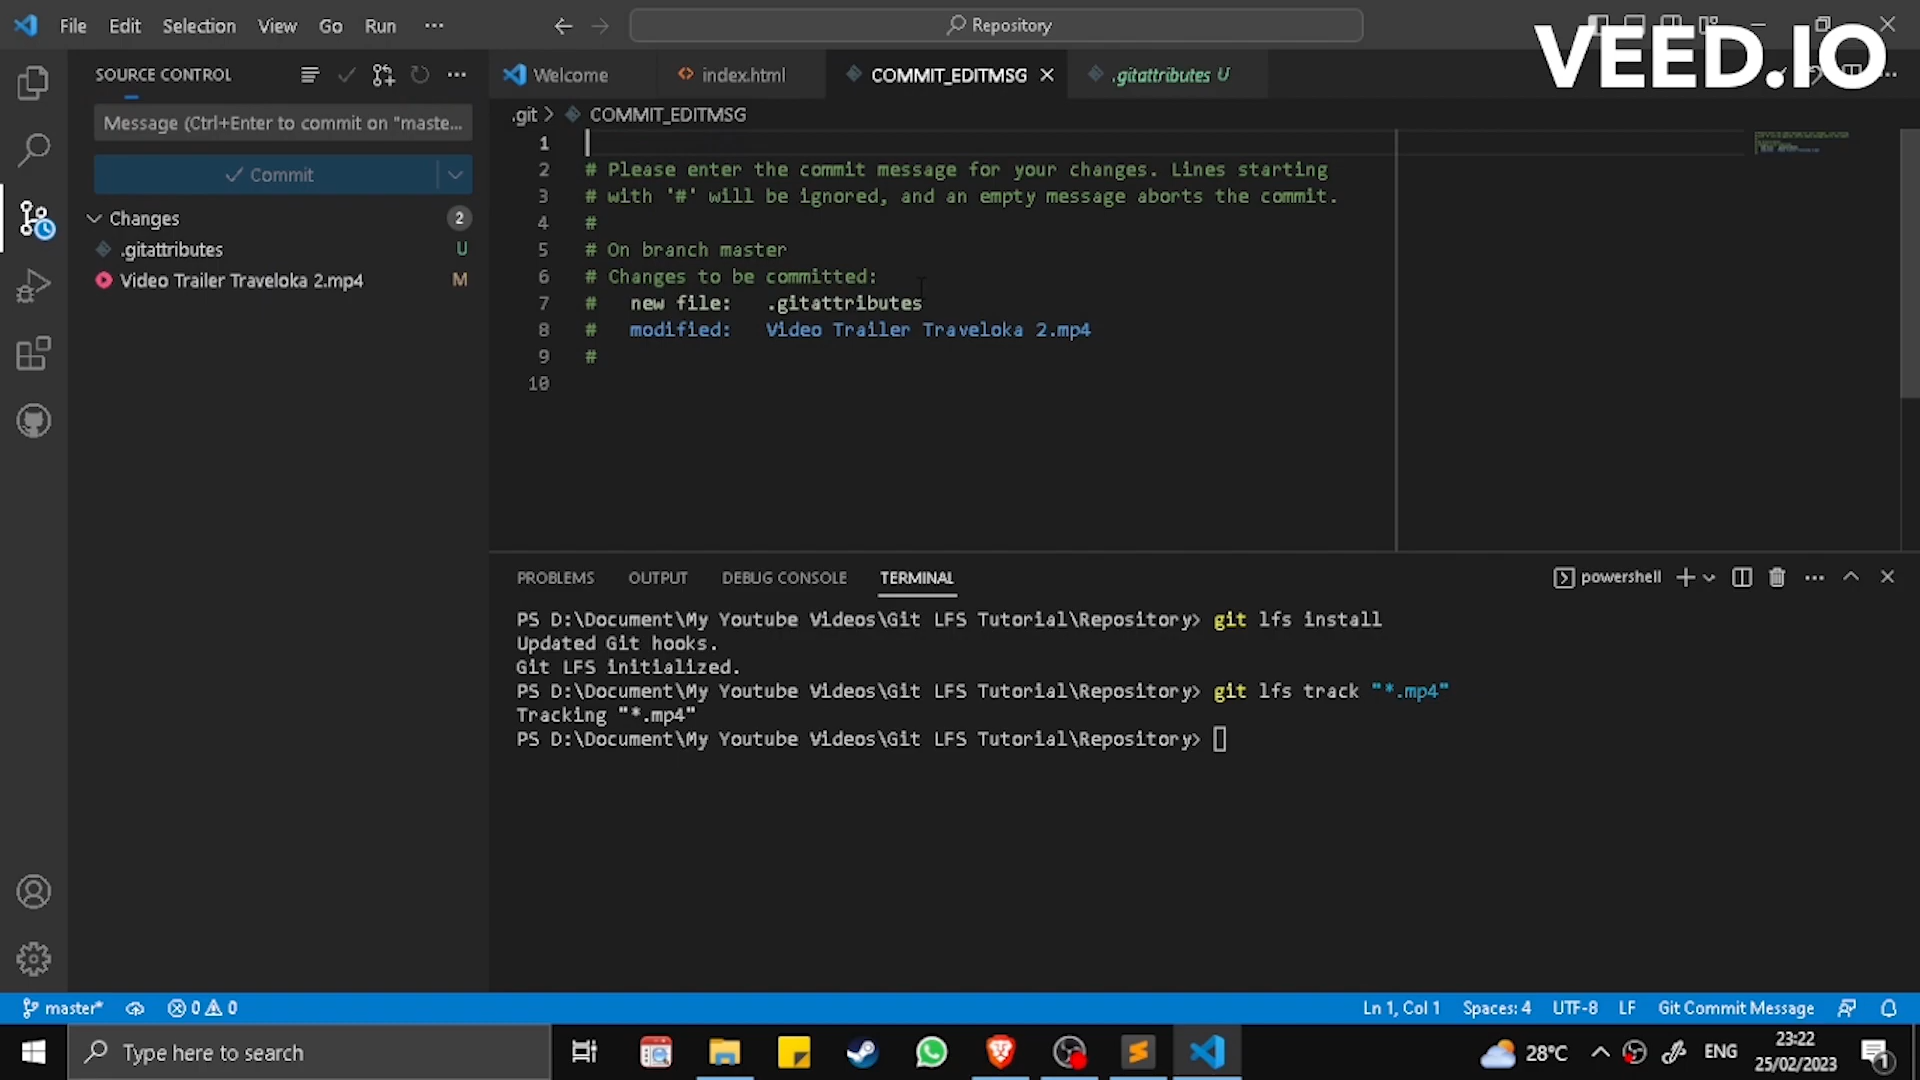 File Edit Selection View Go Run ...
Repository
VEED.IO
SOURCE CONTROL
Welcome
index.html
COMMIT_EDITMSG
.gitattributes U
Message (Ctrl+Enter to commit on "maste...
.git > COMMIT_EDITMSG
Commit
Changes 2
.gitattributes U
Video Trailer Traveloka 2.mp4 M
1
2 # Please enter the commit message for your changes. Lines starting
3 # with '#' will be ignored, and an empty message aborts the commit.
4 #
5 # On branch master
6 # Changes to be committed:
7 # new file: .gitattributes
8 # modified: Video Trailer Traveloka 2.mp4
9 #
10
PROBLEMS OUTPUT DEBUG CONSOLE TERMINAL
powershell
PS D:\Document\My Youtube Videos\Git LFS Tutorial\Repository> git lfs install
Updated Git hooks.
Git LFS initialized.
PS D:\Document\My Youtube Videos\Git LFS Tutorial\Repository> git lfs track "*.mp4"
Tracking "*.mp4"
PS D:\Document\My Youtube Videos\Git LFS Tutorial\Repository>
master* 0 0
Ln 1, Col 1 Spaces: 4 UTF-8 LF Git Commit Message
Type here to search
28°C
ENG
23:22
25/02/2023
1